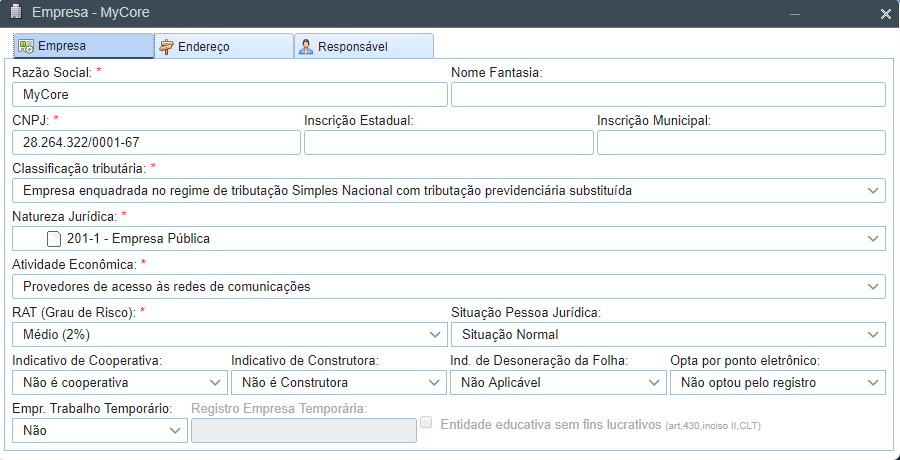 Empresa - MyCore
Empresa Endereço Responsável
Razão Social: * Nome Fantasia:
MyCore
CNPJ: * Inscrição Estadual: Inscrição Municipal:
28.264.322/0001-67
Classificação tributária: *
Empresa enquadrada no regime de tributação Simples Nacional com tributação previdenciária substituída
Natureza Jurídica: *
201-1 - Empresa Pública
Atividade Econômica: *
Provedores de acesso às redes de comunicações
RAT (Grau de Risco): * Situação Pessoa Jurídica:
Médio (2%) Situação Normal
Indicativo de Cooperativa: Indicativo de Construtora: Ind. de Desoneração da Folha: Opta por ponto eletrônico:
Não é cooperativa Não é Construtora Não Aplicável Não optou pelo registro
Empr. Trabalho Temporário: Registro Empresa Temporária:
Não Entidade educativa sem fins lucrativos (art,430,inciso II,CLT)